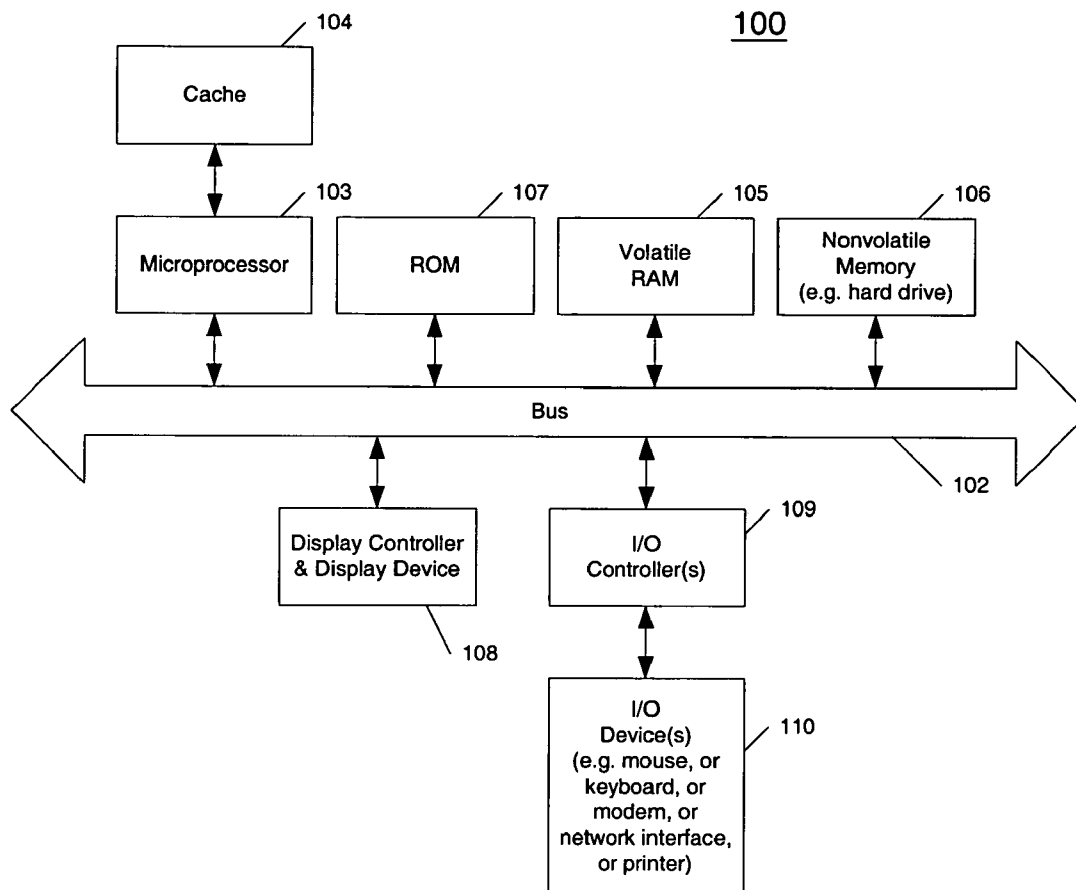 104
100
Cache
103
107
105
106
Microprocessor
ROM
Volatile
RAM
Nonvolatile
Memory
(e.g. hard drive)
Bus
102
Display Controller
& Display Device
108
109
I/O
Controller(s)
I/O
Device(s)
(e.g. mouse, or
keyboard, or
modem, or
network interface,
or printer)
110